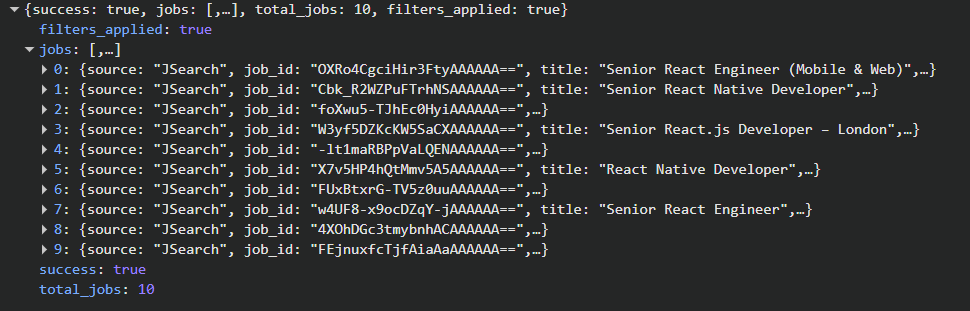 {success: true, jobs: [,…], total_jobs: 10, filters_applied: true}
filters_applied: true
jobs: [,…]
0: {source: "JSearch", job_id: "OXRo4CgciHir3FtyAAAAAA==", title: "Senior React Engineer (Mobile & Web)",…}
1: {source: "JSearch", job_id: "Cbk_R2WZPuFTrhNSAAAAAA==", title: "Senior React Native Developer",…}
2: {source: "JSearch", job_id: "foXwu5-TJhEc0HyiAAAAAA==",…}
3: {source: "JSearch", job_id: "W3yf5DZKcKW5SaCXAAAAAA==", title: "Senior React.js Developer – London",…}
4: {source: "JSearch", job_id: "-lt1maRBPpVaLQENAAAAAA==",…}
5: {source: "JSearch", job_id: "X7v5HP4hQtMmv5A5AAAAAA==", title: "React Native Developer",…}
6: {source: "JSearch", job_id: "FUxBtxrG-TV5z0uuAAAAAA==",…}
7: {source: "JSearch", job_id: "w4UF8-x9ocDZqY-jAAAAAA==", title: "Senior React Engineer",…}
8: {source: "JSearch", job_id: "4XOhDGc3tmybnhACAAAAAA==",…}
9: {source: "JSearch", job_id: "FEjnuxfcTjfAiaAaAAAAAA==",…}
success: true
total_jobs: 10